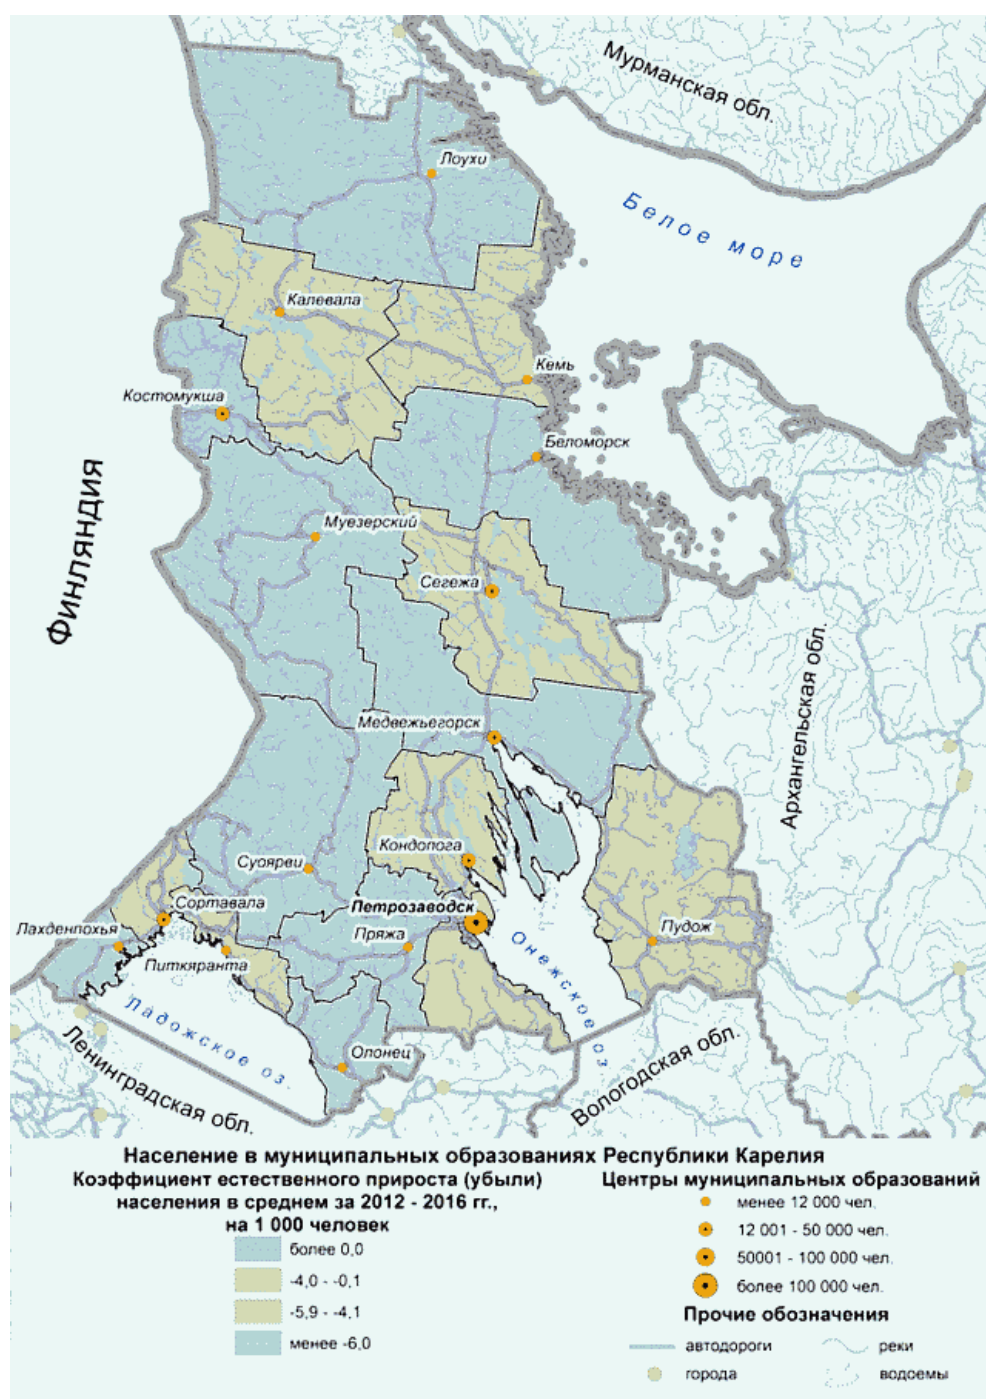 Мурманская обл.
Лоухи
Белое море
Калевала
Кемь
Костомукша
Беломорск
Финляндия
Муезерский
Сегежа
Архангельская обл.
Медвежьегорск
Кондопога
Суоярви
Сортавала
Петрозаводск
Лахденпохья
Пряжа
Пудож
Питкяранта
Онежское оз.
Ладожское оз.
Олонец
Ленинградская обл.
Вологодская обл.
Население в муниципальных образованиях Республики Карелия
Коэффициент естественного прироста (убыли)
населения в среднем за 2012 - 2016 гг.,
на 1 000 человек
более 0,0
-4,0 - -0,1
-5,9 - -4,1
менее -6,0
Центры муниципальных образований
менее 12 000 чел.
12 001 - 50 000 чел.
50001 - 100 000 чел.
более 100 000 чел.
Прочие обозначения
автодороги
реки
города
водоемы